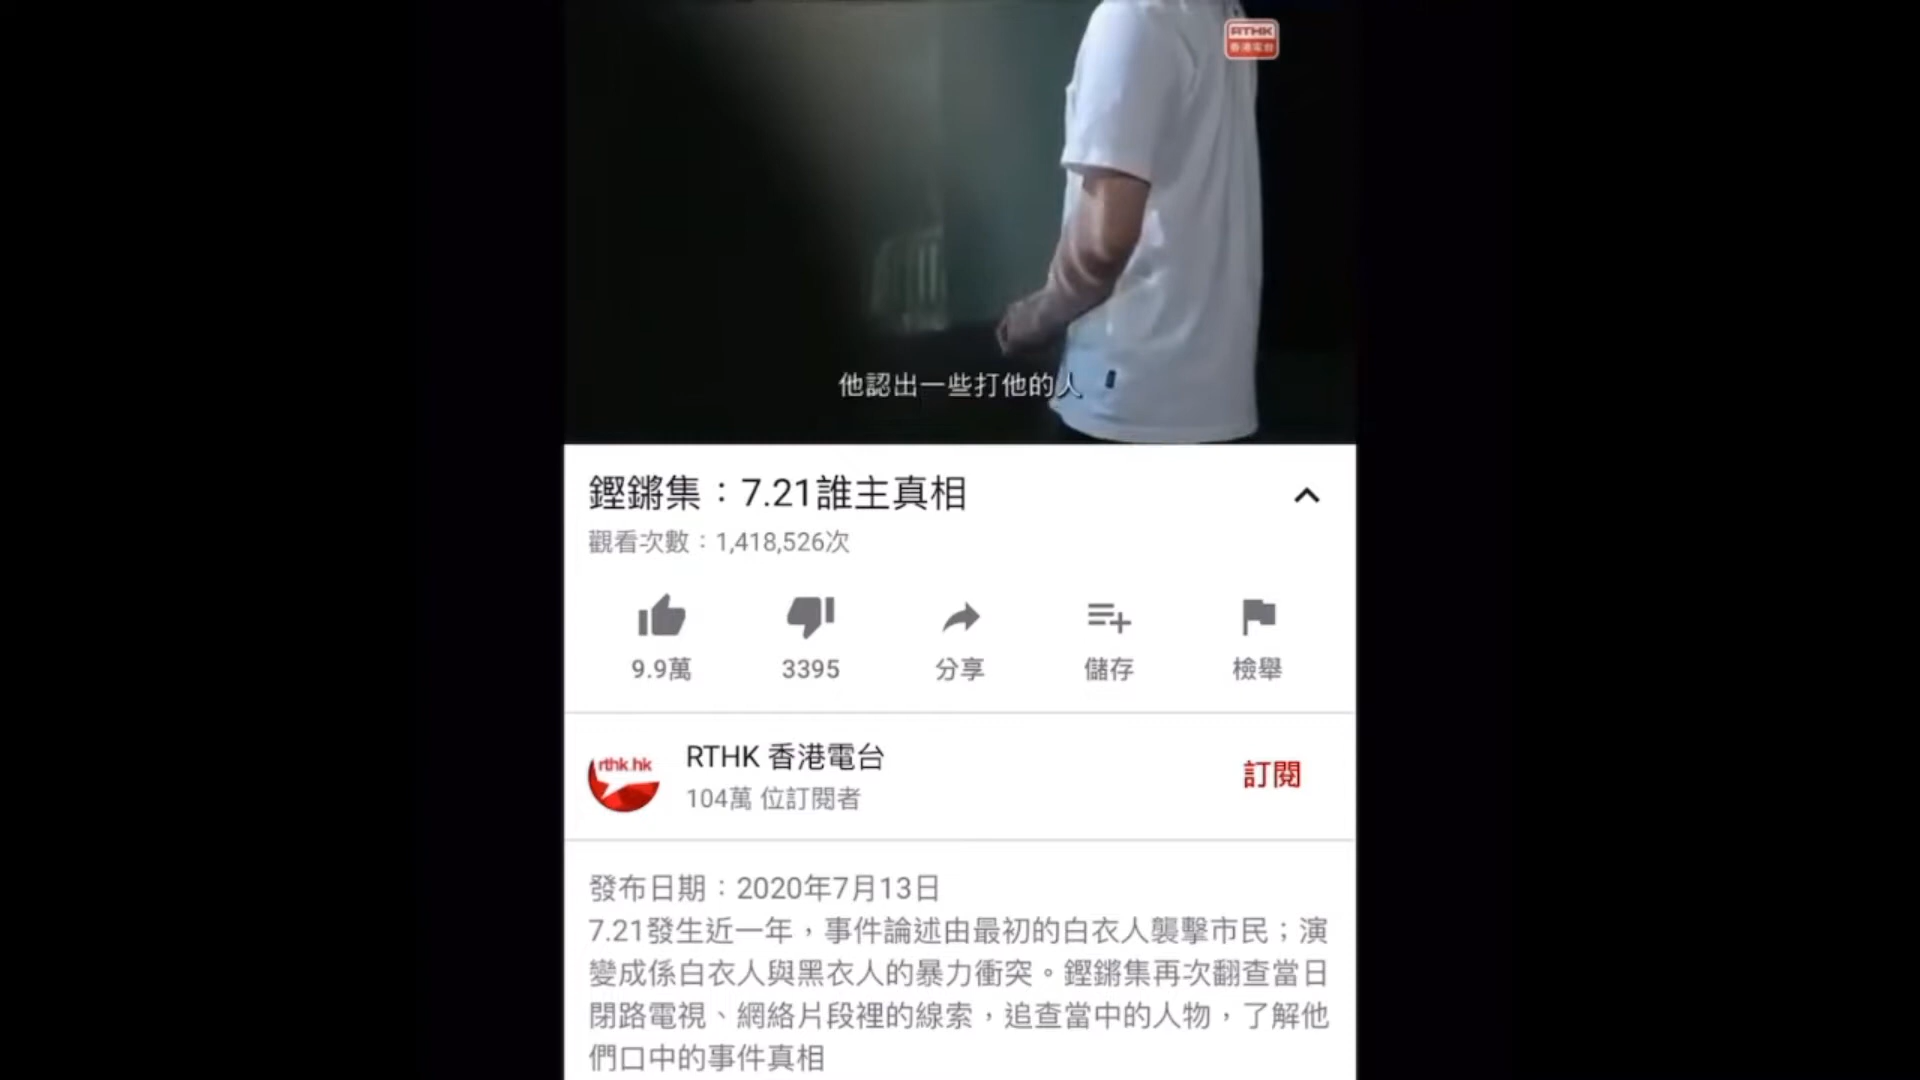 RTHK
香港電台
他認出一些打他的人
鏗鏘集：7.21誰主真相
觀看次數：1,418,526次
9.9萬
3395
分享
儲存
檢舉
rthk.hk
RTHK 香港電台
104萬 位訂閱者
訂閱
發布日期：2020年7月13日
7.21發生近一年，事件論述由最初的白衣人襲擊市民；演
變成係白衣人與黑衣人的暴力衝突。鏗鏘集再次翻查當日
閉路電視、網絡片段裡的線索，追查當中的人物，了解他
們口中的事件真相